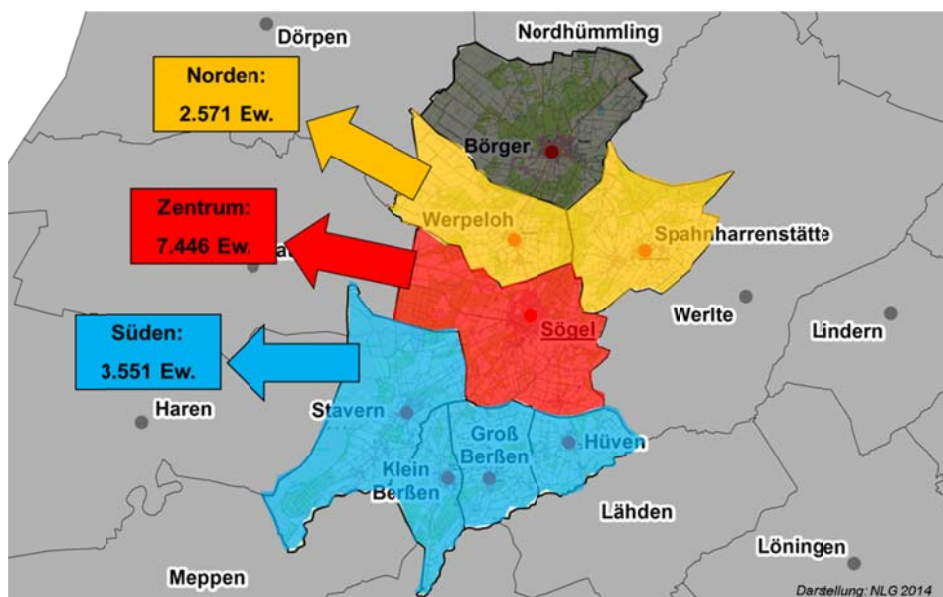 Dörpen
Nordhümmling
Norden:
2.571 Ew.
Börger
Zentrum:
7.446 Ew.
Werpeloh
Spahnharrenstätte
Süden:
3.551 Ew.
Sögel
Werlte
Lindern
Haren
Stavern
Groß
Berßen
Hüven
Klein
Berßen
Lähden
Löningen
Meppen
Darstellung: NLG 2014